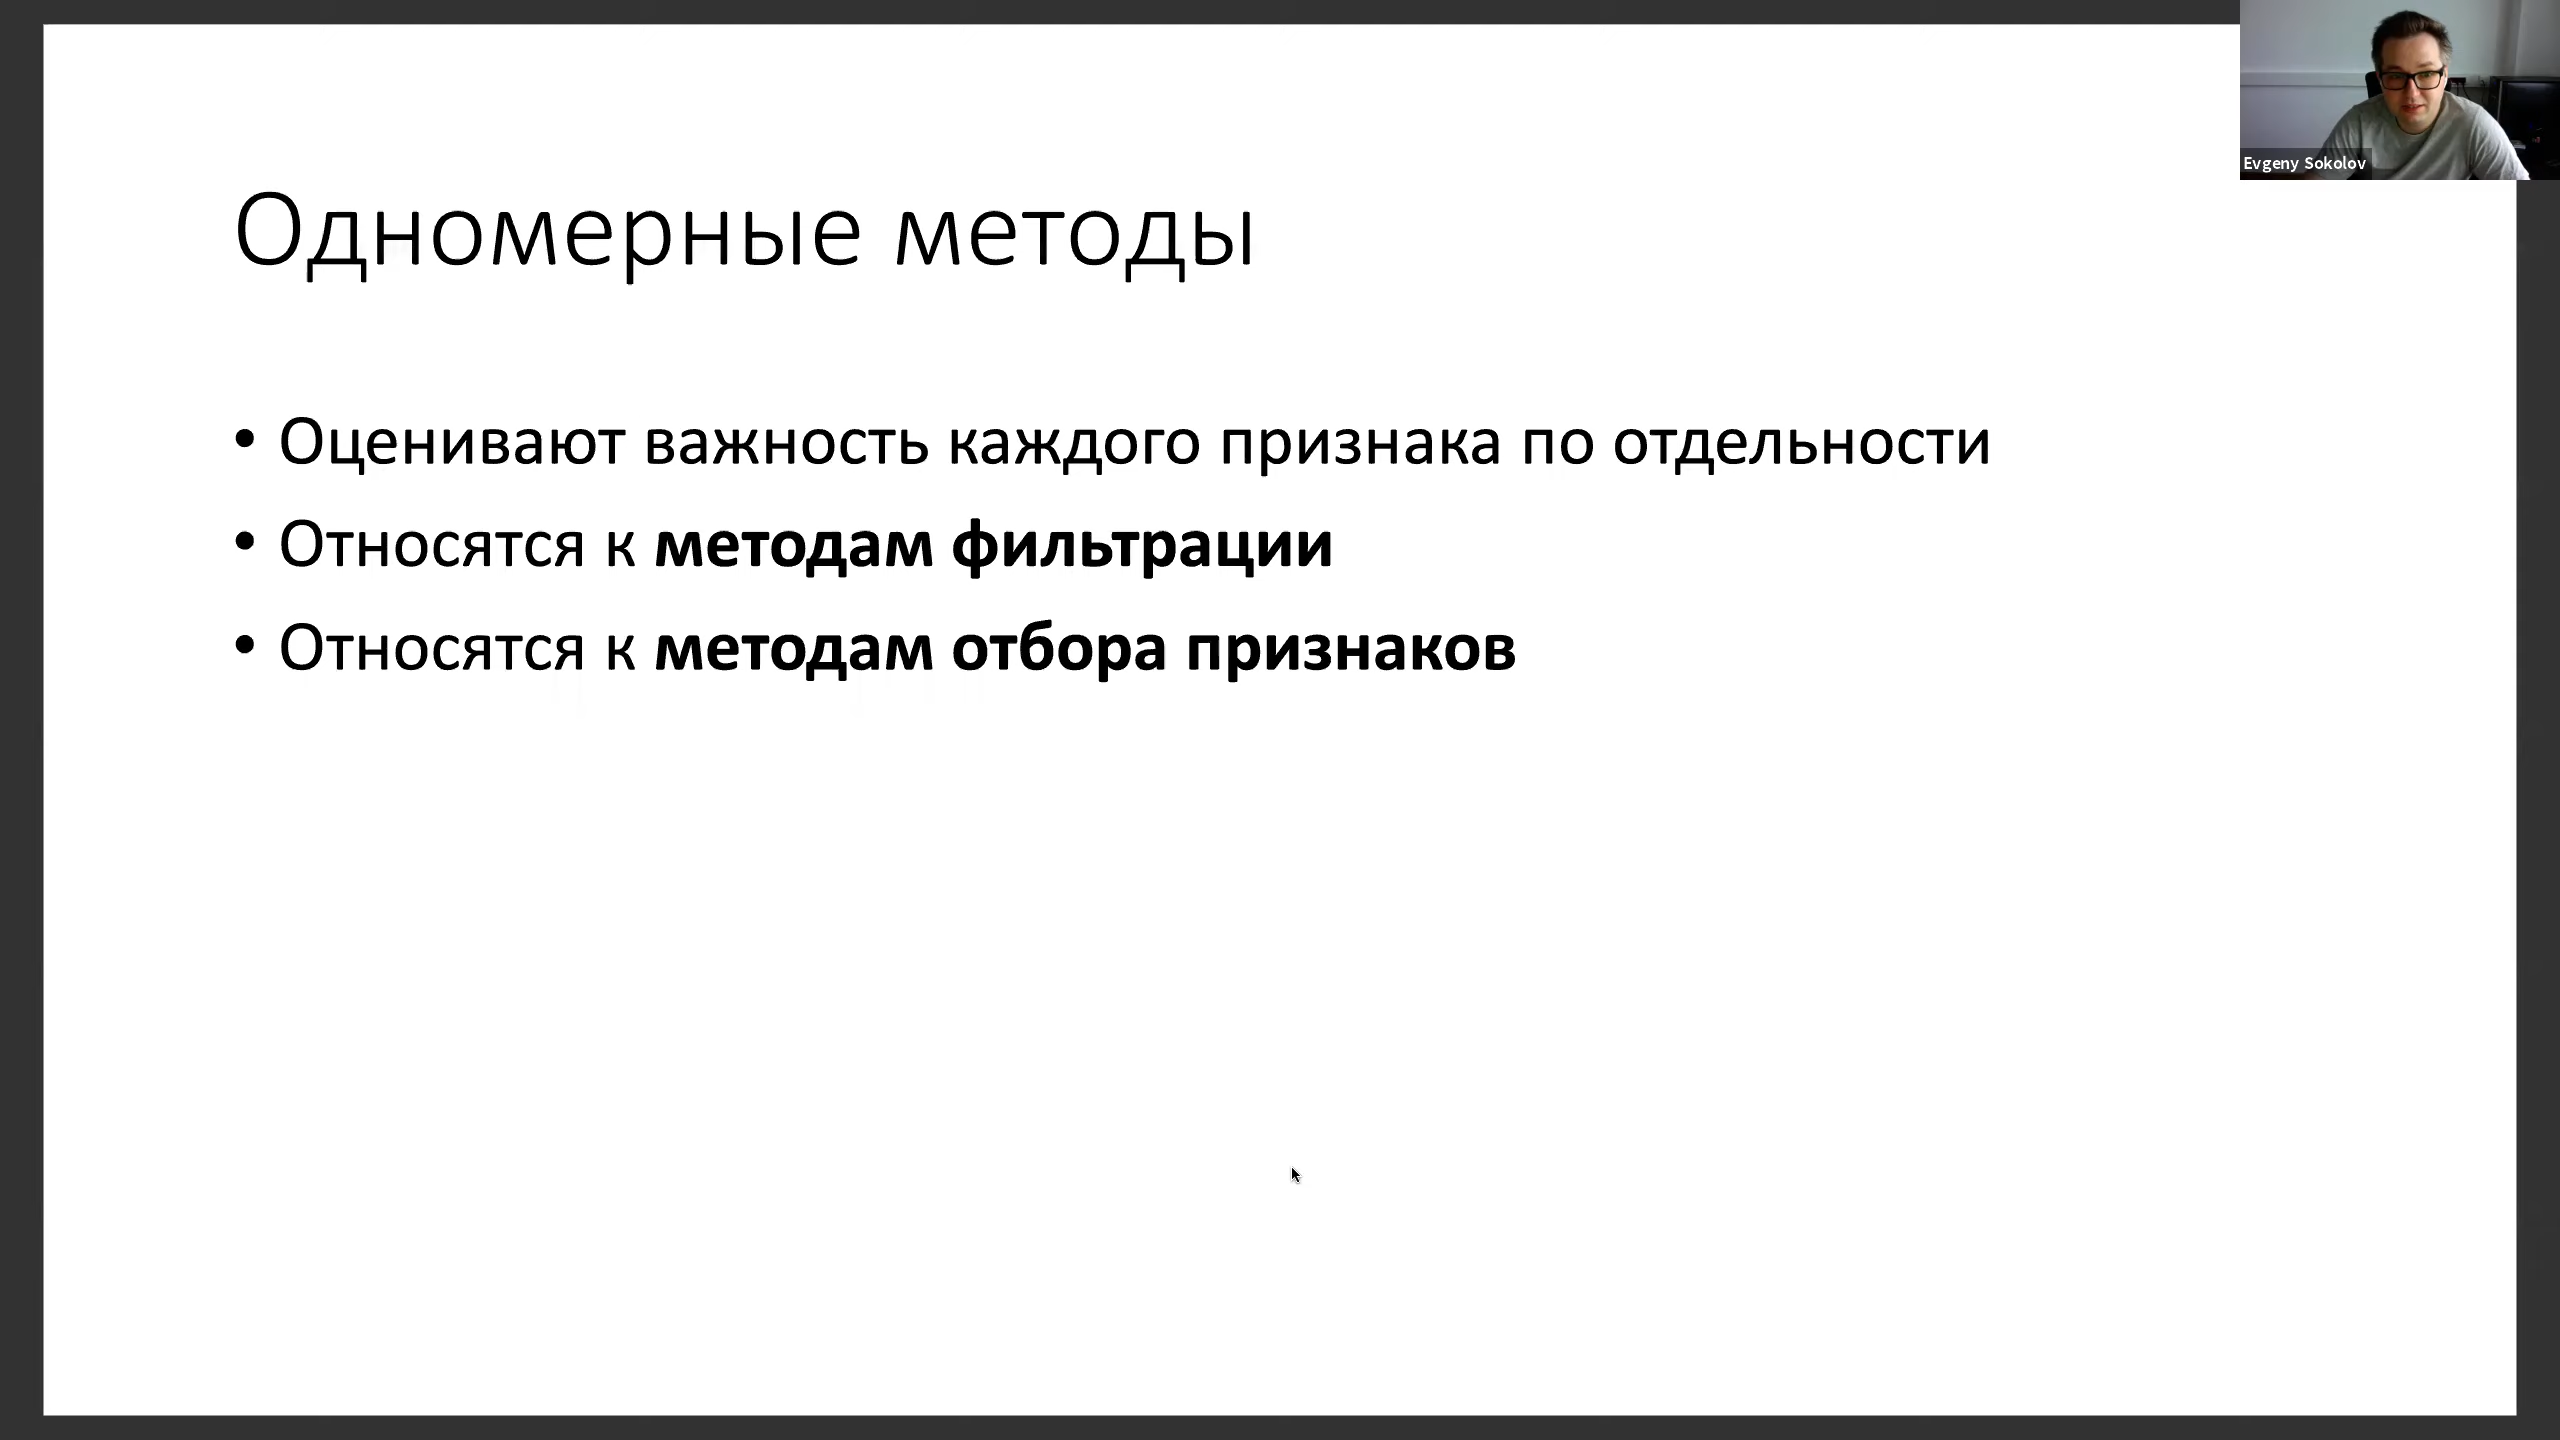 Одномерные методы
• Оценивают важность каждого признака по отдельности
• Относятся к методам фильтрации
• Относятся к методам отбора признаков
Evgeny Sokolov